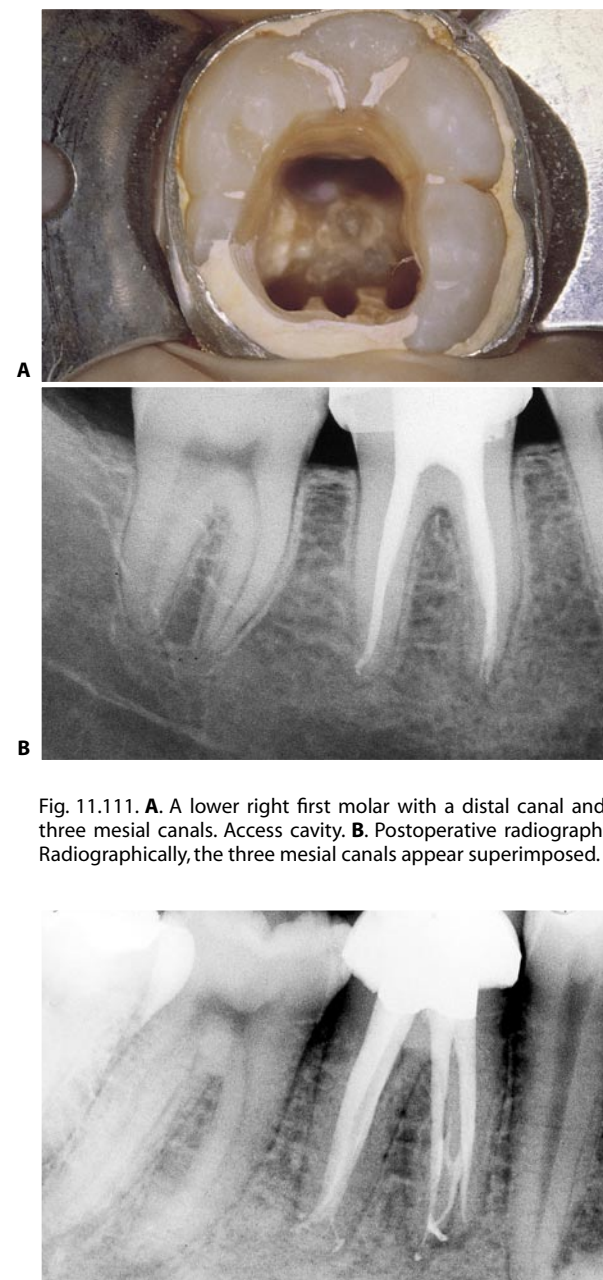 A
B
Fig. 11.111. A. A lower right first molar with a distal canal and
three mesial canals. Access cavity. B. Postoperative radiograph
Radiographically, the three mesial canals appear superimposed.